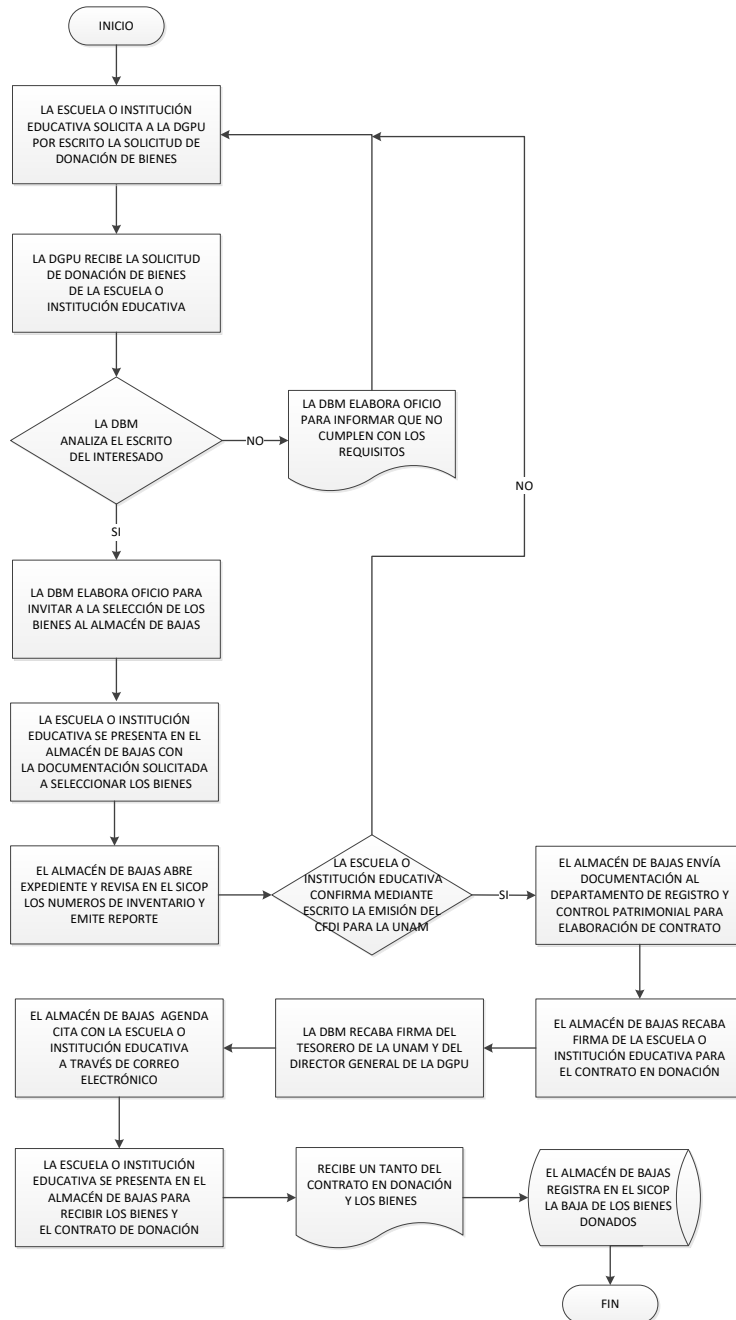 INICIO
LA ESCUELA O INSTITUCIÓN
EDUCATIVA SOLICITA A LA DGPU
POR ESCRITO LA SOLICITUD DE
DONACIÓN DE BIENES
LA DGPU RECIBE LA SOLICITUD
DE DONACIÓN DE BIENES
DE LA ESCUELA O
INSTITUCIÓN EDUCATIVA
LA DBM
ANALIZA EL ESCRITO
DEL INTERESADO
NO
LA DBM ELABORA OFICIO
PARA INFORMAR QUE NO
CUMPLEN CON LOS
REQUISITOS
NO
SI
LA DBM ELABORA OFICIO PARA
INVITAR A LA SELECCIÓN DE LOS
BIENES AL ALMACÉN DE BAJAS
LA ESCUELA O INSTITUCIÓN
EDUCATIVA SE PRESENTA EN EL
ALMACÉN DE BAJAS CON
LA DOCUMENTACIÓN SOLICITADA
A SELECCIONAR LOS BIENES
EL ALMACÉN DE BAJAS ABRE
EXPEDIENTE Y REVISA EN EL SICOP
LOS NUMEROS DE INVENTARIO Y
EMITE REPORTE
LA ESCUELA O
INSTITUCIÓN EDUCATIVA
CONFIRMA MEDIANTE
ESCRITO LA EMISIÓN DEL
CFDI PARA LA UNAM
SI
EL ALMACÉN DE BAJAS ENVÍA
DOCUMENTACIÓN AL
DEPARTAMENTO DE REGISTRO Y
CONTROL PATRIMONIAL PARA
ELABORACIÓN DE CONTRATO
EL ALMACÉN DE BAJAS RECABA
FIRMA DE LA ESCUELA O
INSTITUCIÓN EDUCATIVA PARA
EL CONTRATO EN DONACIÓN
LA DBM RECABA FIRMA DEL
TESORERO DE LA UNAM Y DEL
DIRECTOR GENERAL DE LA DGPU
EL ALMACÉN DE BAJAS AGENDA
CITA CON LA ESCUELA O
INSTITUCIÓN EDUCATIVA
A TRAVÉS DE CORREO
ELECTRÓNICO
LA ESCUELA O INSTITUCIÓN
EDUCATIVA SE PRESENTA EN EL
ALMACÉN DE BAJAS PARA
RECIBIR LOS BIENES Y
EL CONTRATO DE DONACIÓN
RECIBE UN TANTO DEL
CONTRATO EN DONACIÓN
Y LOS BIENES
EL ALMACÉN DE BAJAS
REGISTRA EN EL SICOP
LA BAJA DE LOS BIENES
DONADOS
FIN